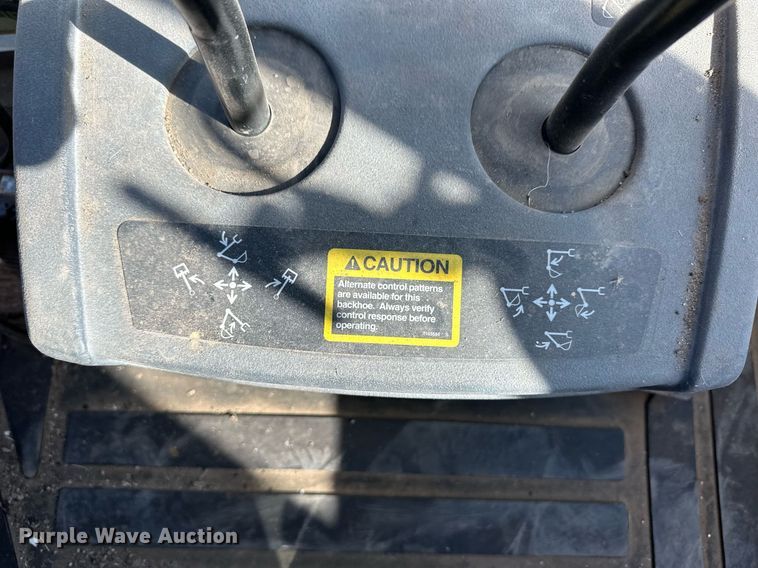 CAUTION
Alternate control patterns
are available for this
backhoe. Always verify
control response before
operating.
Purple Wave Auction